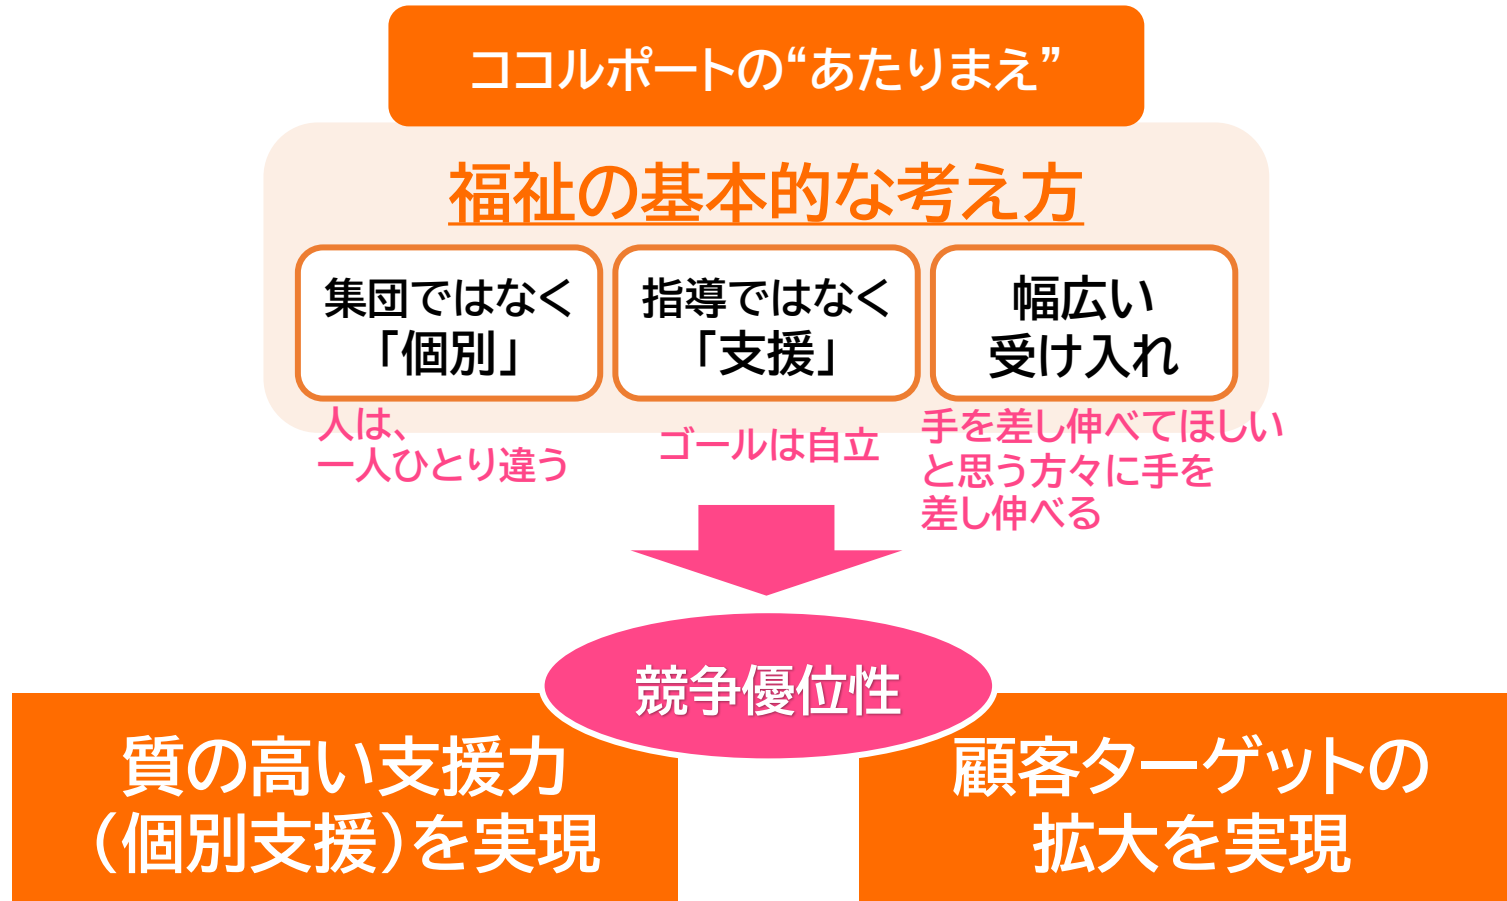 ココルポートの“あたりまえ”
福祉の基本的な考え方
集団ではなく
「個別」
指導ではなく
「支援」
幅広い
受け入れ
人は、
一人ひとり違う
ゴールは自立
手を差し伸べてほしい
と思う方々に手を
差し伸べる
競争優位性
質の高い支援力
（個別支援）を実現
顧客ターゲットの
拡大を実現